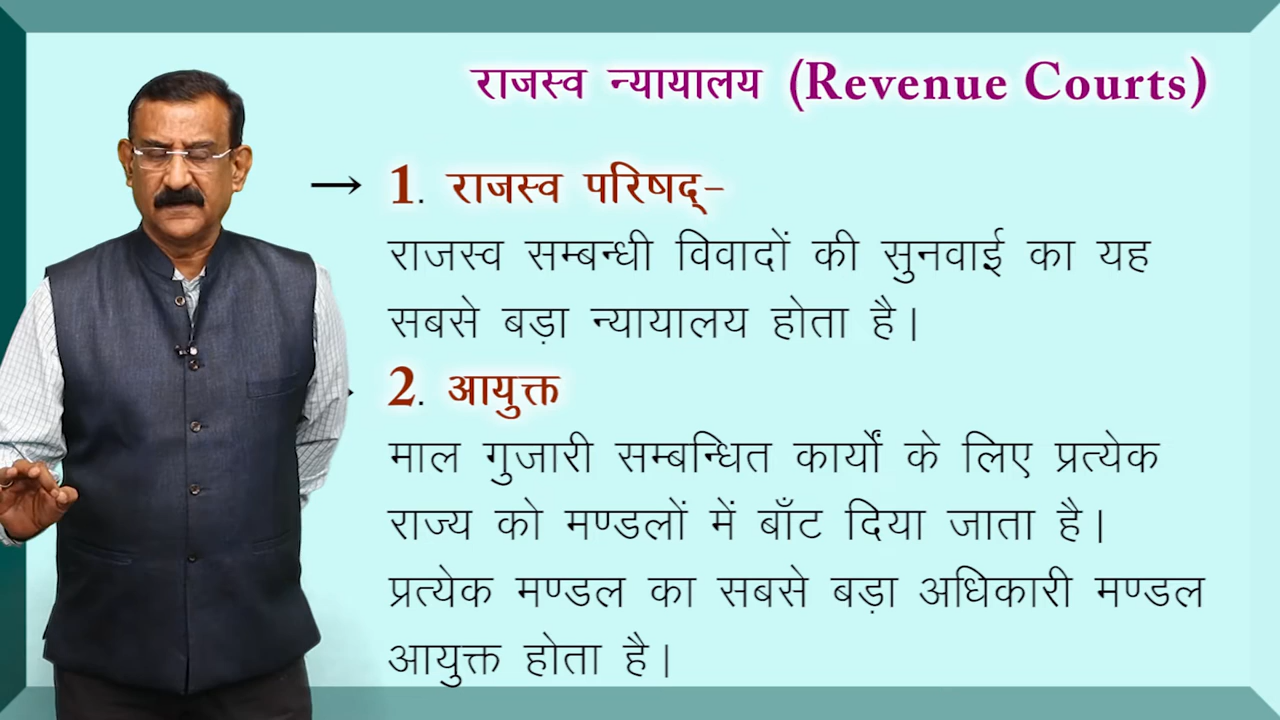 राजस्व न्यायालय (Revenue Courts)
→ 1. राजस्व परिषद्-
राजस्व सम्बन्धी विवादों की सुनवाई का यह
सबसे बड़ा न्यायालय होता है।
2. आयुक्त
माल गुजारी सम्बन्धित कार्यों के लिए प्रत्येक
राज्य को मण्डलों में बाँट दिया जाता है।
प्रत्येक मण्डल का सबसे बड़ा अधिकारी मण्डल
आयुक्त होता है।